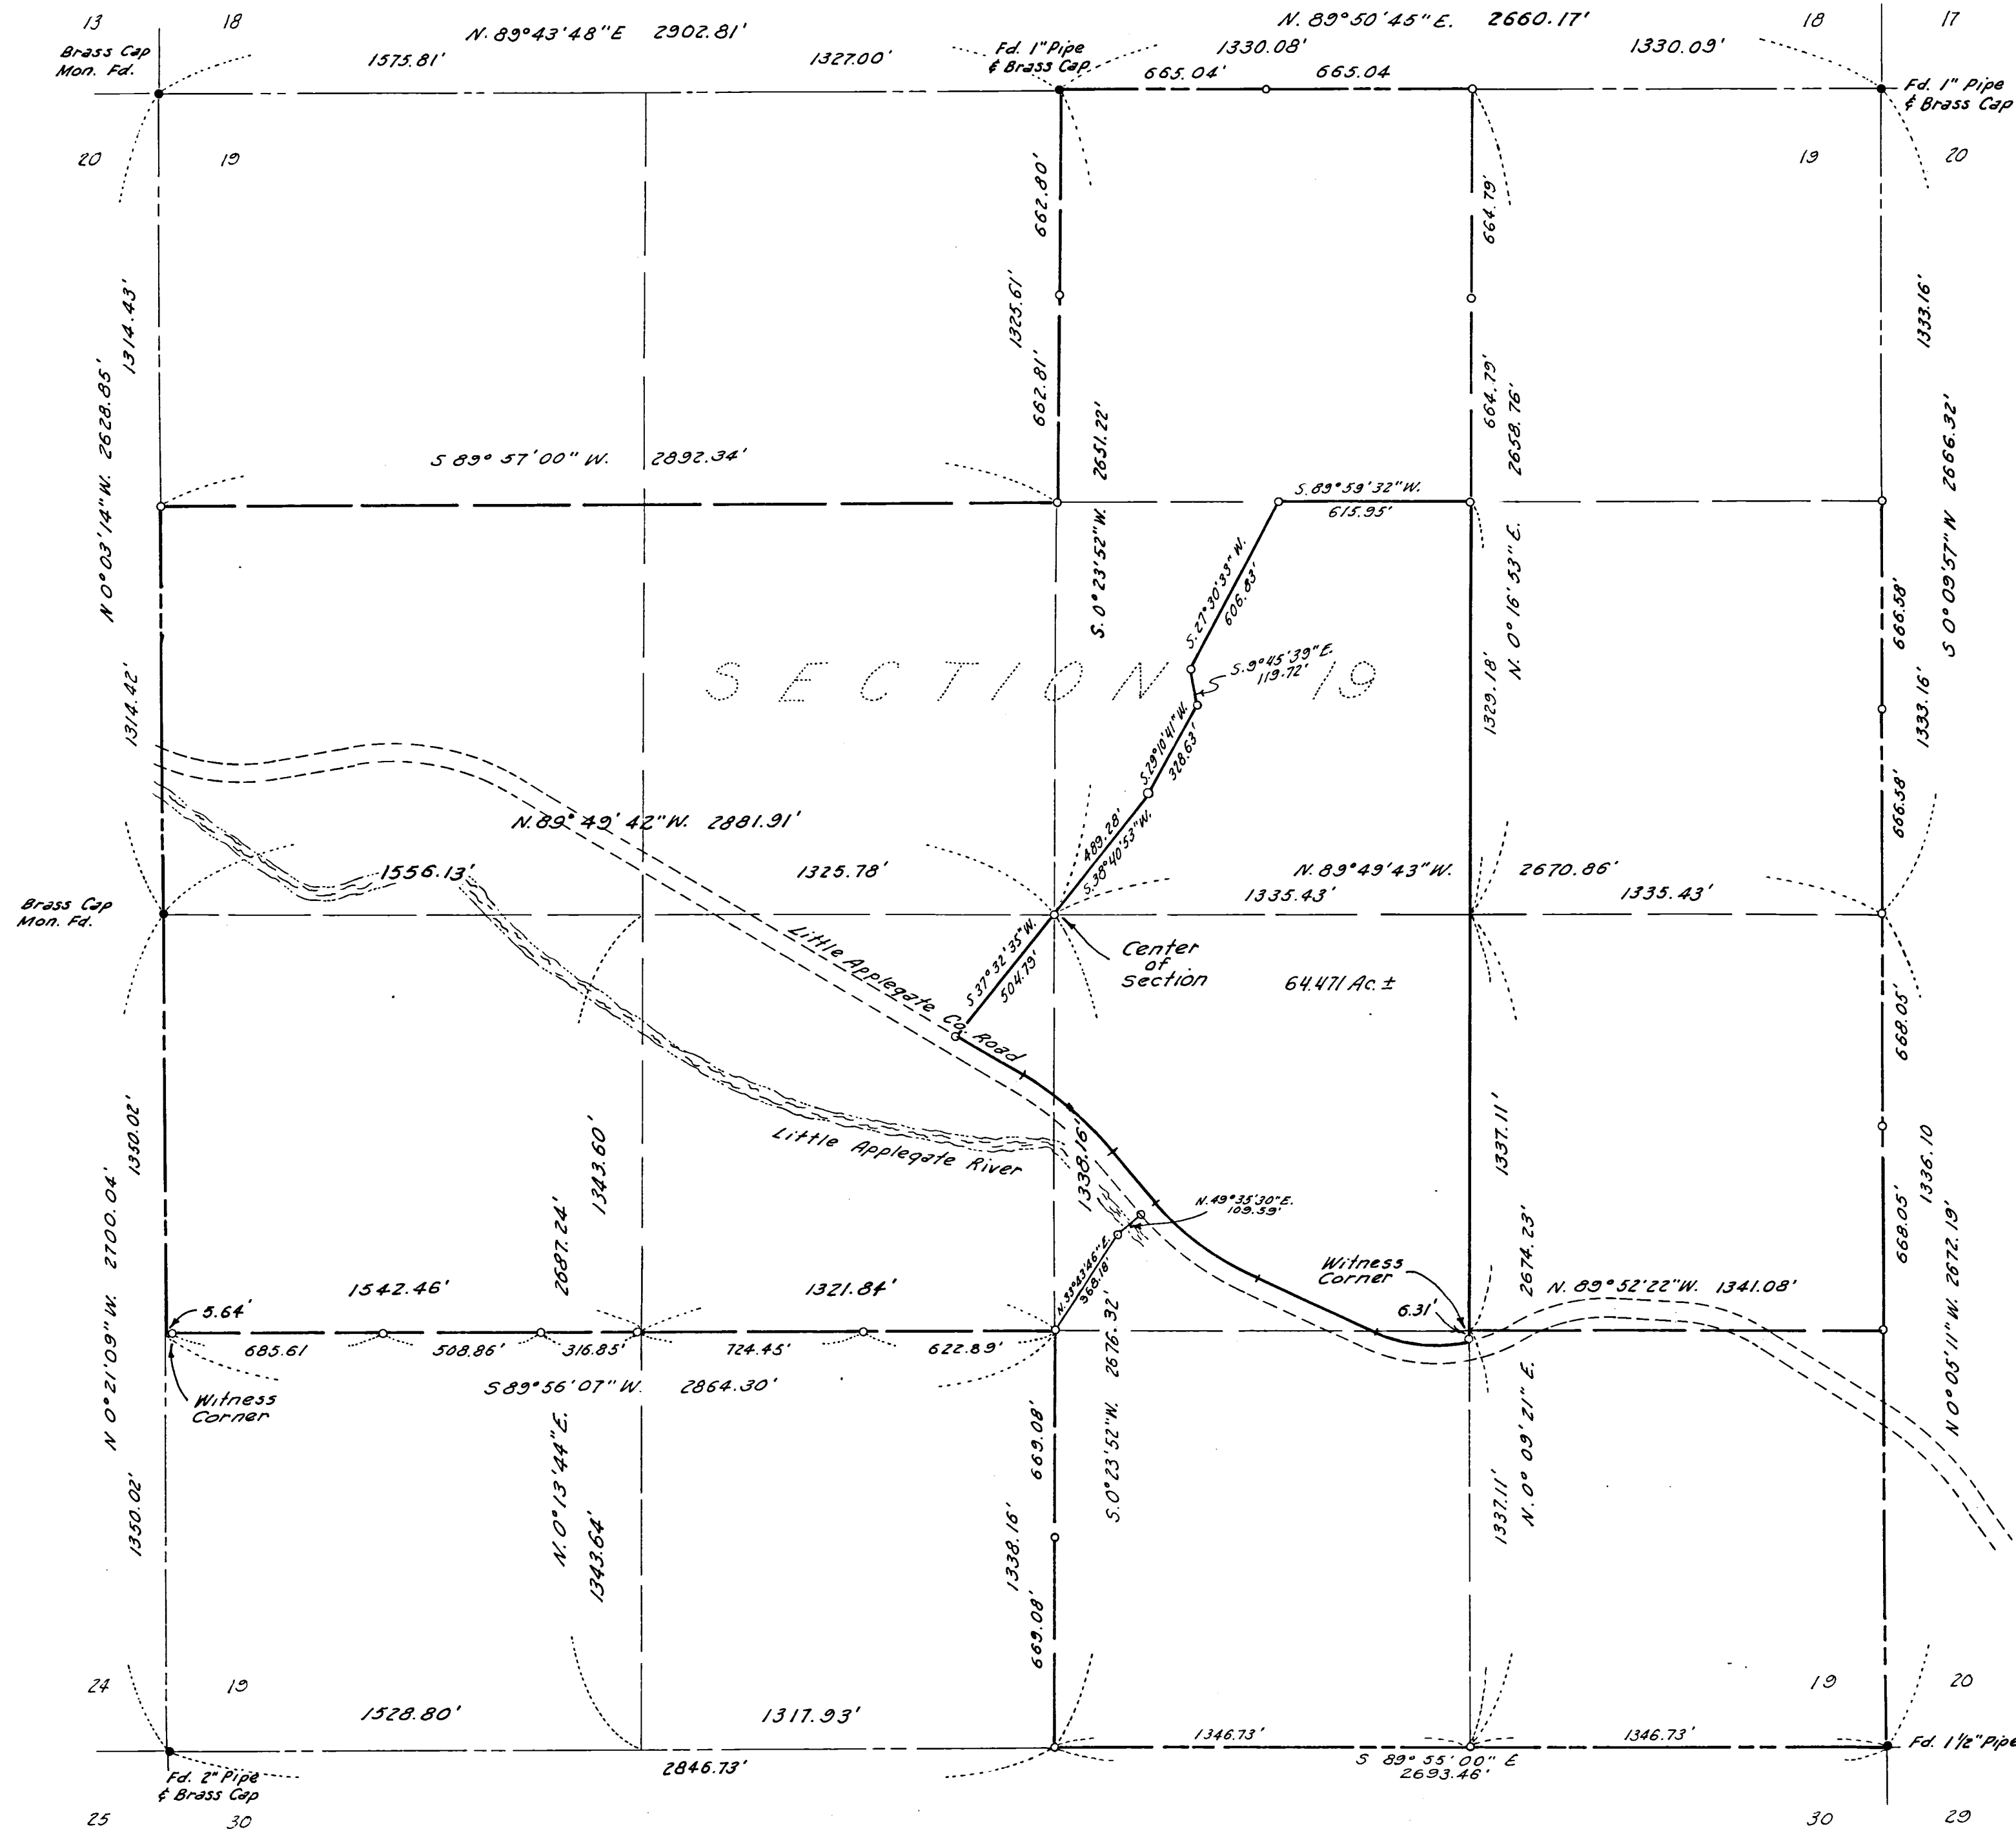 13
18
N. 89°43'48"E 2902.81'
N. 89°50'45"E. 2660.17'
18
17
Brass Cap
Mon. Fd.
1575.81'
1327.00'
Fd. 1" Pipe
& Brass Cap
1330.08'
1330.09'
665.04'
665.04
Fd. 1" Pipe
& Brass Cap
20
19
19
20
662.80'
664.79'
1314.43'
1325.61'
1333.16'
N 0°03'14"W. 2628.85'
662.81'
664.79'
2658.76'
S 0°09'57"W 2666.32'
S 89° 57'00" W. 2892.34'
S. 0°23'52"W. 2651.22'
S. 89°59'32"W.
615.95'
N. 0°16'53"E.
S. 27°30'33"W.
606.83'
666.58'
SECTION 19
S. 9°45'39"E.
119.72'
1314.42'
1329.18'
1333.16'
S. 29°10'41"W.
328.63'
666.58'
N. 89°49'42"W. 2881.91'
1556.13'
1325.78'
489.28'
S. 38°40'53"W.
N. 89°49'43"W. 2670.86'
1335.43'
1335.43'
Brass Cap
Mon. Fd.
Little Applegate Co. Road
S 37°32'35"W.
504.79'
Center
of
section
64.471 Ac. ±
668.05'
1350.02'
1343.60'
Little Applegate River
1338.16'
1337.11'
1336.10
N. 49°35'30"E.
109.59'
N 0°21'09"W. 2700.04'
2687.24'
N. 33°43'46"E.
368.18'
2674.23'
668.05'
N 0°05'11"W. 2672.19'
Witness
Corner
6.31'
N. 89°52'22"W. 1341.08'
5.64'
1542.46'
1321.84'
685.61
508.86'
316.85'
724.45'
622.89'
S 89°56'07"W. 2864.30'
Witness
Corner
N. 0°13'44"E.
669.08'
S. 0°23'52"W. 2676.32'
N. 0°09'21"E.
1350.02'
1343.64'
1338.16'
1337.11'
669.08'
24
19
19
20
1528.80'
1317.93'
1346.73'
1346.73'
Fd. 1½" Pipe
Fd. 2" Pipe
& Brass Cap
2846.73'
S 89°55'00"E
2693.46'
25
30
30
29